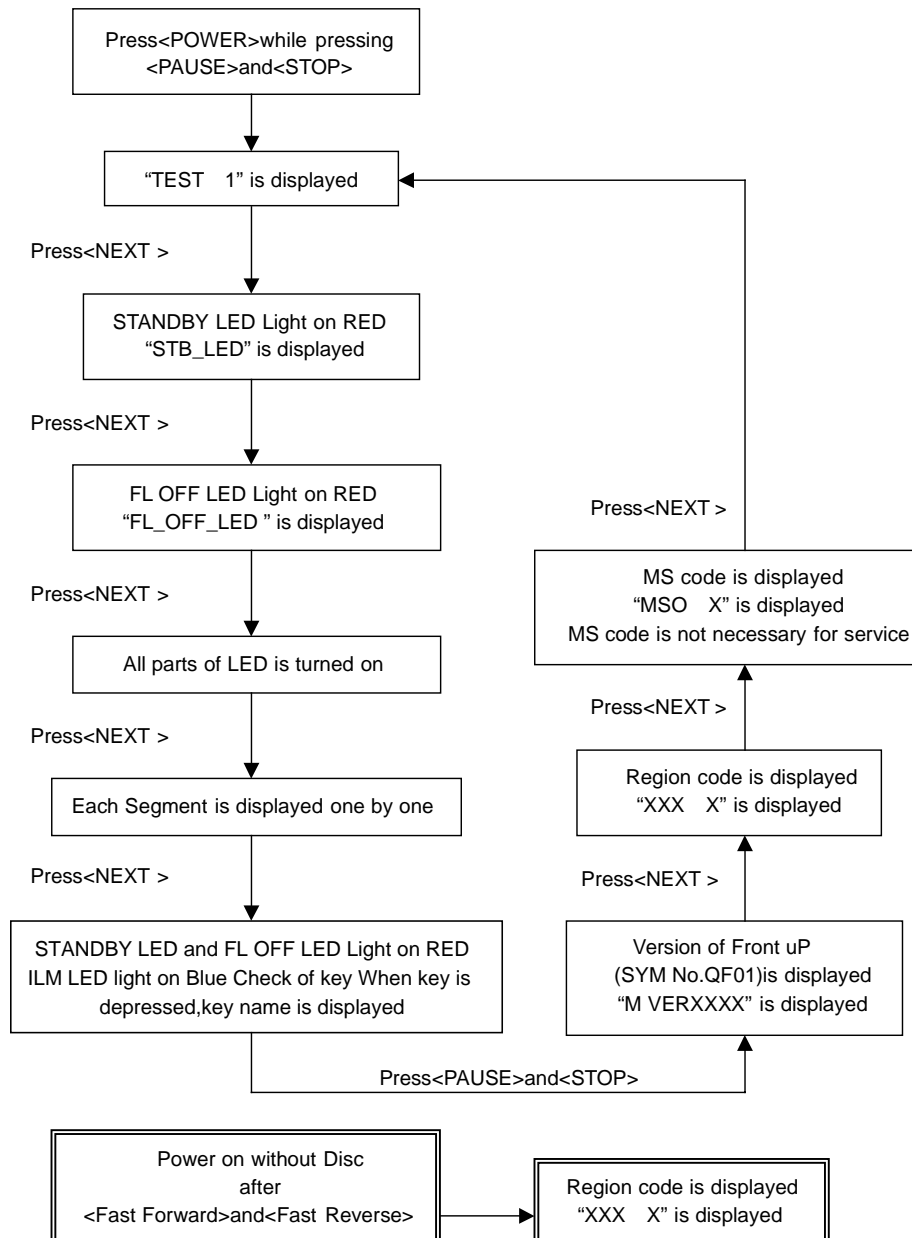 Press<POWER>while pressing
<PAUSE>and<STOP>
“TEST 1” is displayed
Press<NEXT >
STANDBY LED Light on RED
“STB_LED” is displayed
Press<NEXT >
FL OFF LED Light on RED
“FL_OFF_LED ” is displayed
Press<NEXT >
All parts of LED is turned on
Press<NEXT >
Each Segment is displayed one by one
Press<NEXT >
STANDBY LED and FL OFF LED Light on RED
ILM LED light on Blue Check of key When key is
depressed,key name is displayed
Press<PAUSE>and<STOP>
Version of Front uP
(SYM No.QF01)is displayed
“M VERXXXX” is displayed
Press<NEXT >
Region code is displayed
“XXX X” is displayed
Press<NEXT >
MS code is displayed
“MSO X” is displayed
MS code is not necessary for service
Press<NEXT >
Power on without Disc
after
<Fast Forward>and<Fast Reverse>
Region code is displayed
“XXX X” is displayed